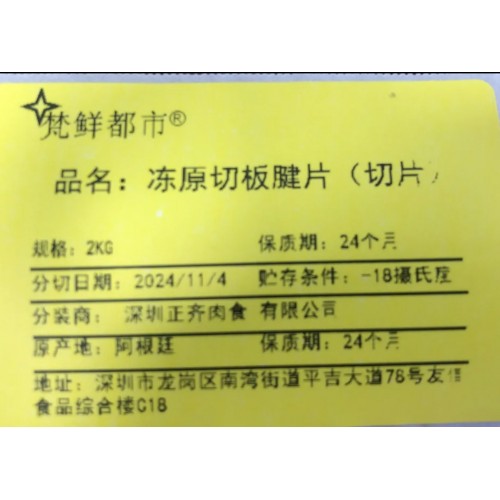 梵鲜都市®
品名：冻原切板腱片（切片）
规格：2KG 保质期：24个月
分切日期：2024/11/4 贮存条件：-18摄氏度
分装商： 深圳正齐肉食 有限公司
原产地：阿根廷 保质期：24个月
地址：深圳市龙岗区南湾街道平吉大道78号友信
食品综合楼C18